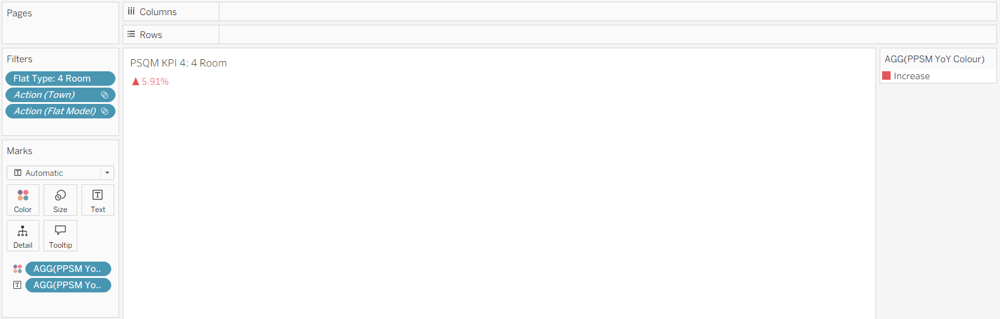 Pages
Columns
Rows
Filters
Flat Type: 4 Room
Action (Town)
Action (Flat Model)
Marks
Automatic
Color
Size
Text
Detail
Tooltip
AGG(PPSM Yo..
AGG(PPSM Yo..
PSQM KPI 4: 4 Room
▲5.91%
AGG(PPSM YoY Colour)
Increase